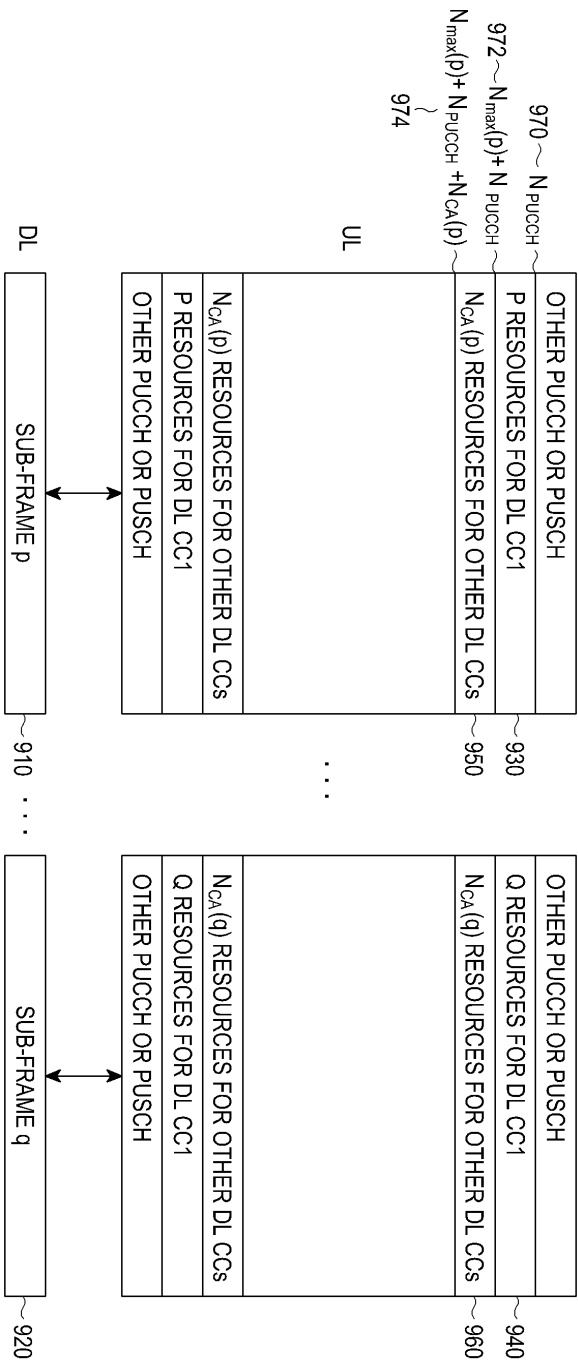 970 N_PUCCH
972 N_max(p)+ N_PUCCH
N_max(p)+ N_PUCCH +N_CA(p)
974
UL
DL
OTHER PUCCH OR PUSCH
P RESOURCES FOR DL CC1
N_CA(p) RESOURCES FOR OTHER DL CCs
N_CA(p) RESOURCES FOR OTHER DL CCs
P RESOURCES FOR DL CC1
OTHER PUCCH OR PUSCH
SUB-FRAME p
930
950
910
. . .
. . .
OTHER PUCCH OR PUSCH
Q RESOURCES FOR DL CC1
N_CA(q) RESOURCES FOR OTHER DL CCs
N_CA(q) RESOURCES FOR OTHER DL CCs
Q RESOURCES FOR DL CC1
OTHER PUCCH OR PUSCH
SUB-FRAME q
940
960
920